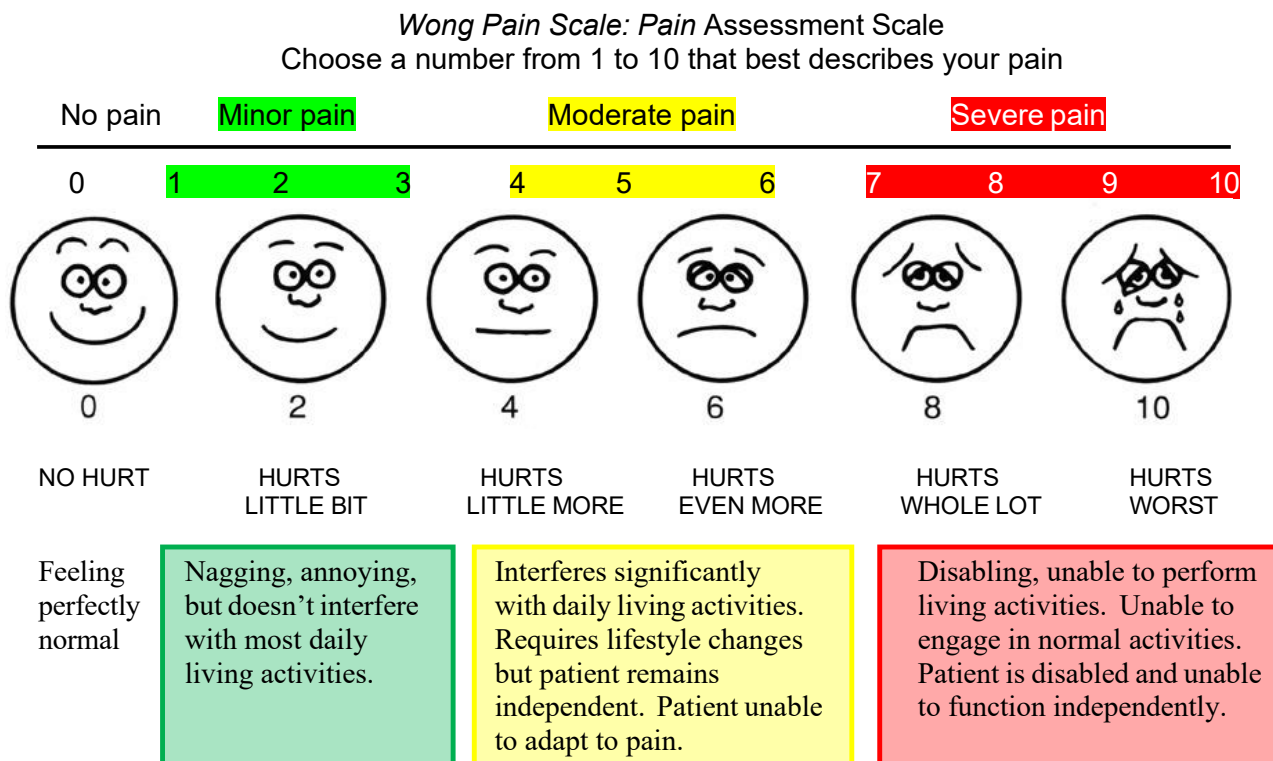 Wong Pain Scale: Pain Assessment Scale
Choose a number from 1 to 10 that best describes your pain
No pain Minor pain Moderate pain Severe pain
0 1 2 3 4 5 6 7 8 9 10
0 2 4 6 8 10
NO HURT
HURTS
LITTLE BIT
HURTS
LITTLE MORE
HURTS
EVEN MORE
HURTS
WHOLE LOT
HURTS
WORST
Feeling
perfectly
normal
Nagging, annoying,
but doesn’t interfere
with most daily
living activities.
Interferes significantly
with daily living activities.
Requires lifestyle changes
but patient remains
independent. Patient unable
to adapt to pain.
Disabling, unable to perform
living activities. Unable to
engage in normal activities.
Patient is disabled and unable
to function independently.